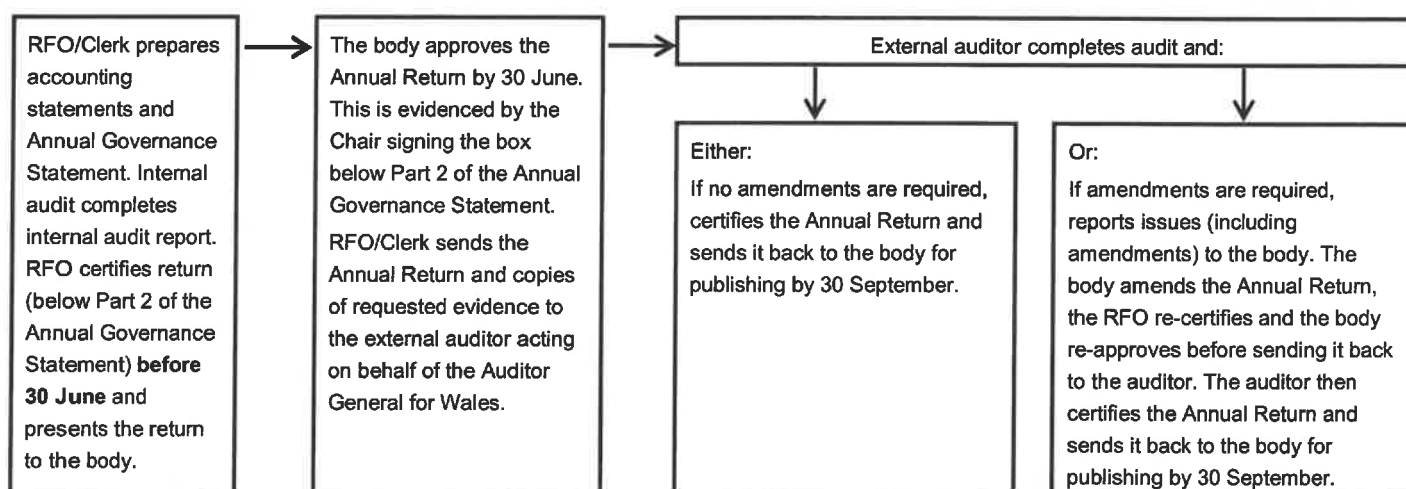 RFO/Clerk prepares
accounting
statements and
Annual Governance
Statement. Internal
audit completes
internal audit report.
RFO certifies return
(below Part 2 of the
Annual Governance
Statement) before
30 June and
presents the return
to the body.
The body approves the
Annual Return by 30 June.
This is evidenced by the
Chair signing the box
below Part 2 of the Annual
Governance Statement.
RFO/Clerk sends the
Annual Return and copies
of requested evidence to
the external auditor acting
on behalf of the Auditor
General for Wales.
External auditor completes audit and:
Either:
If no amendments are required,
certifies the Annual Return and
sends it back to the body for
publishing by 30 September.
Or:
If amendments are required,
reports issues (including
amendments) to the body. The
body amends the Annual Return,
the RFO re-certifies and the body
re-approves before sending it back
to the auditor. The auditor then
certifies the Annual Return and
sends it back to the body for
publishing by 30 September.